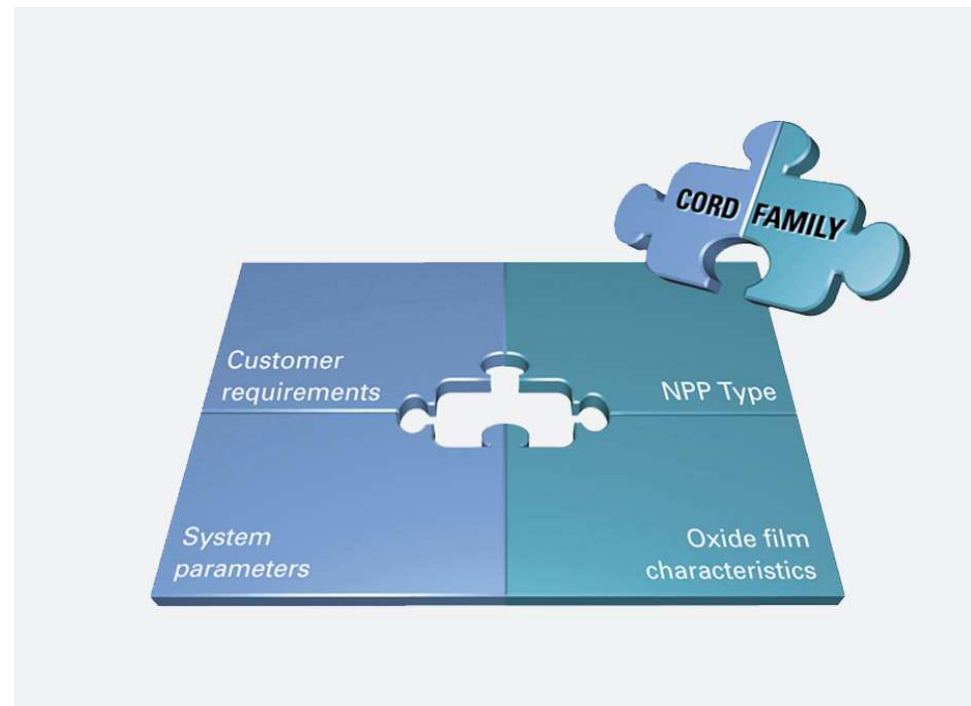 CORD FAMILY
Customer
requirements
NPP Type
System
parameters
Oxide film
characteristics